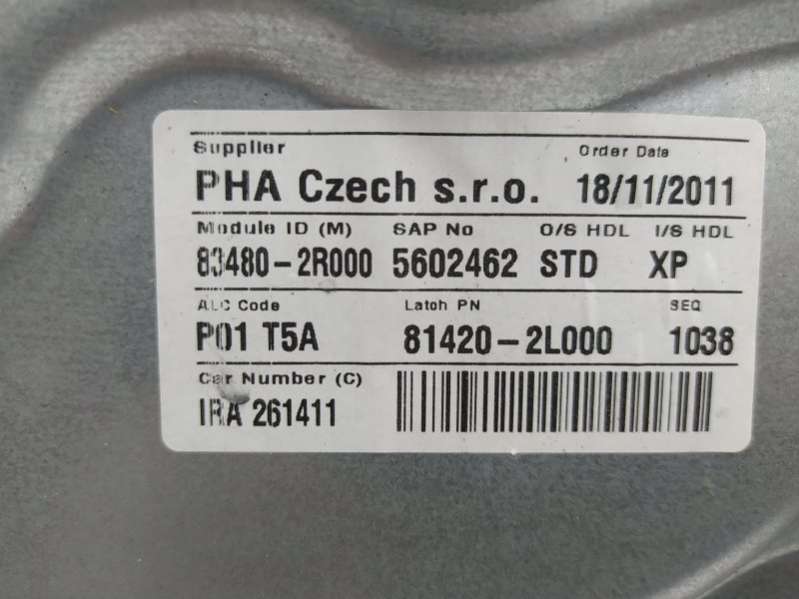 Supplier Order Date
PHA Czech s.r.o. 18/11/2011
Module ID (M) SAP No O/S HDL I/S HDL
83480-2R000 5602462 STD XP
ALC Code Latch PN SEQ
P01 T5A 81420-2L000 1038
Car Number (C)
IRA 261411